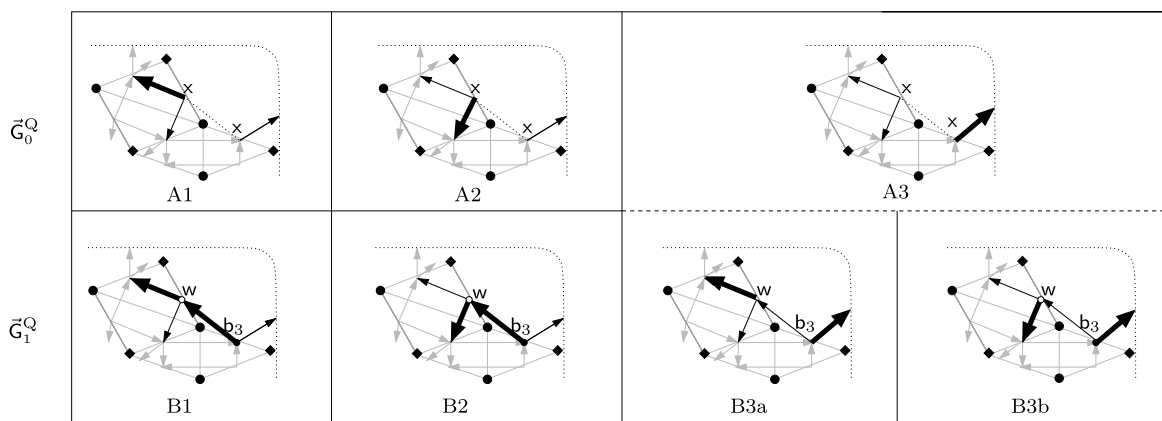 G⃗₀^Q
x x x x x x
A1 A2 A3
G⃗₁^Q
w b₃ w b₃ w b₃ w b₃
B1 B2 B3a B3b